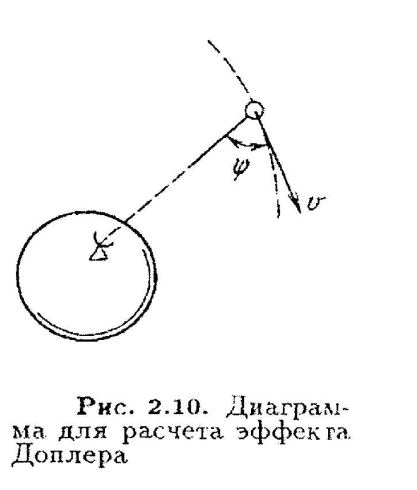 ψ
v
Рис. 2.10. Диаграм-
ма для расчета эффекта
Доплера